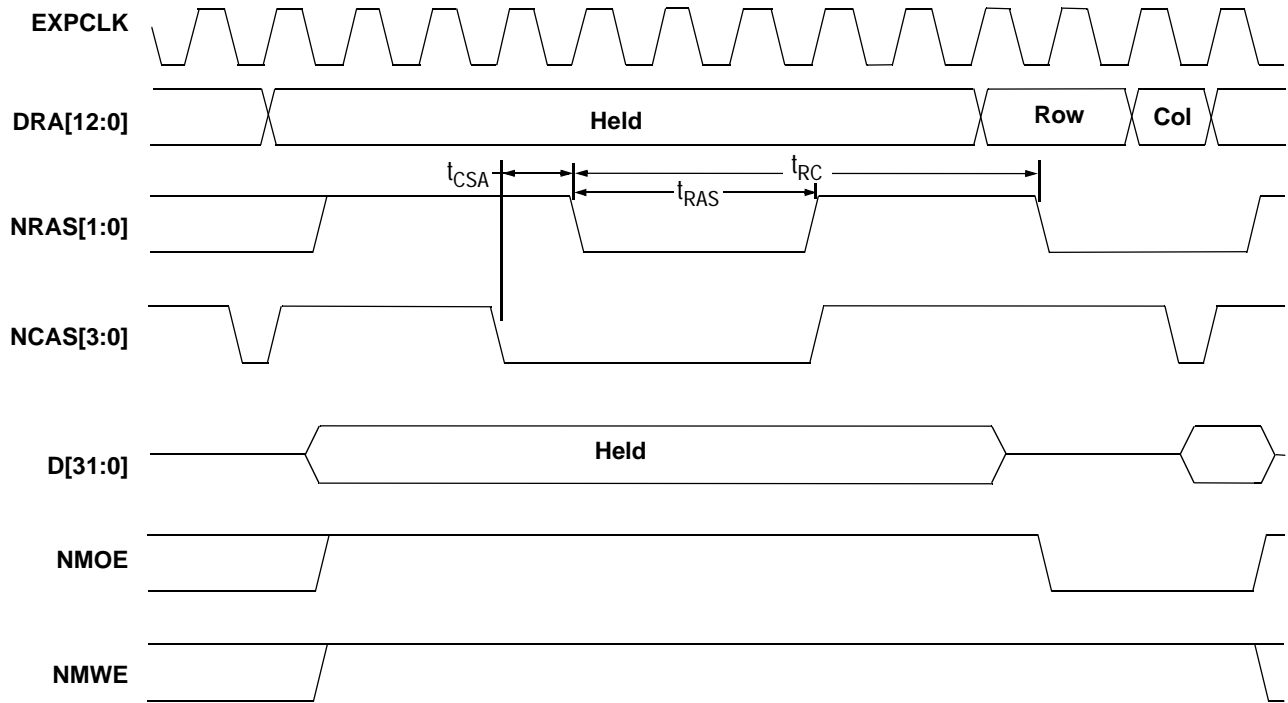 EXPCLK
DRA[12:0]
Held
Row
Col
tCSA
tRC
tRAS
NRAS[1:0]
NCAS[3:0]
D[31:0]
Held
NMOE
NMWE